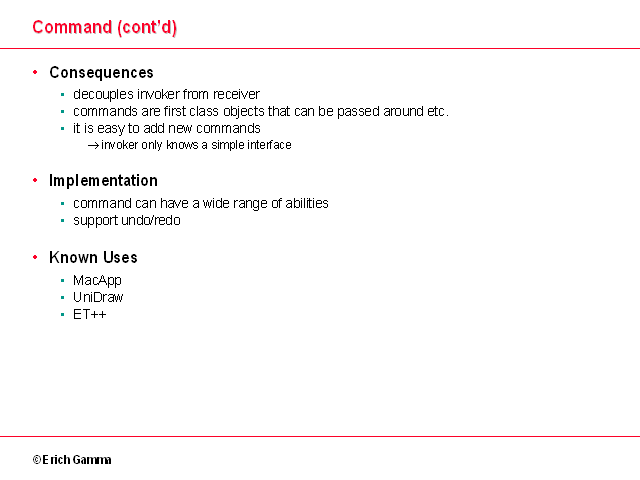 Command (cont'd)
• Consequences
• decouples invoker from receiver
• commands are first class objects that can be passed around etc.
• it is easy to add new commands
→ invoker only knows a simple interface
• Implementation
• command can have a wide range of abilities
• support undo/redo
• Known Uses
• MacApp
• UniDraw
• ET++
© Erich Gamma